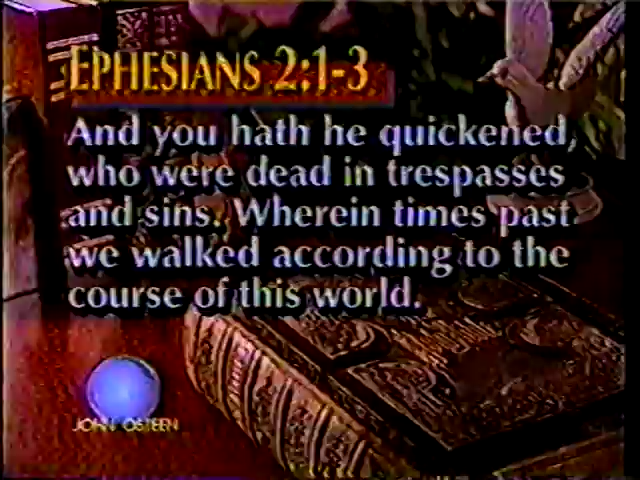 EPHESIANS 2:1-3
And you hath he quickened,
who were dead in trespasses
and sins. Wherein times past
we walked according to the
course of this world.
JOHN OSTEEN